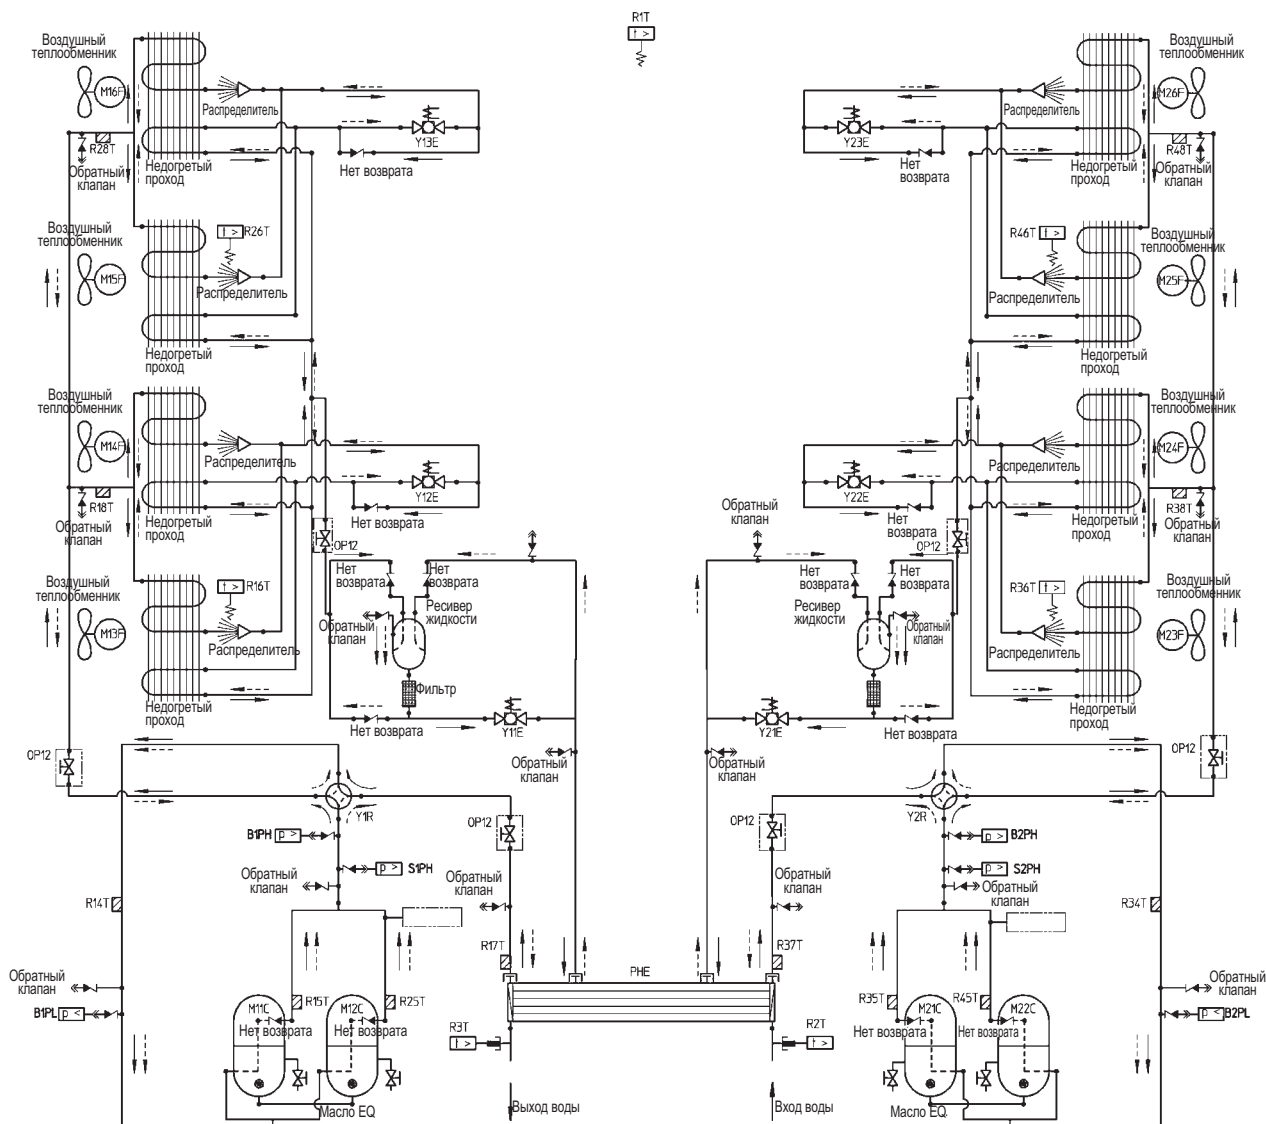 R1T
t >
Воздушный
теплообменник
M16F
Распределитель
Y13E
R28T
Обратный
клапан
Недогретый
проход
Нет возврата
Воздушный
теплообменник
M26F
Распределитель
Y23E
R48T
Обратный
клапан
Недогретый
проход
Нет
возврата
Воздушный
теплообменник
M15F
t >
R26T
Распределитель
Недогретый
проход
Воздушный
теплообменник
M25F
R46T
t >
Распределитель
Недогретый
проход
Воздушный
теплообменник
M14F
Распределитель
Y12E
R18T
Обратный
клапан
Недогретый
проход
Нет возврата
OP12
Воздушный
теплообменник
M24F
Распределитель
Y22E
R38T
Обратный
клапан
Недогретый
проход
Нет
возврата
OP12
Обратный
клапан
Воздушный
теплообменник
M13F
t >
R16T
Распределитель
Недогретый
проход
Нет
возврата
Нет
возврата
Ресивер
жидкости
Обратный
клапан
Фильтр
Нет возврата
Y11E
Обратный
клапан
Нет
возврата
Нет
возврата
Ресивер
жидкости
Обратный
клапан
Y21E
Нет возврата
Обратный
клапан
Воздушный
теплообменник
M23F
R36T
t >
Распределитель
Недогретый
проход
OP12
OP12
Y1R
OP12
OP12
Y2R
B1PH
p >
p >
S1PH
Обратный
клапан
Обратный
клапан
p >
B2PH
p >
S2PH
Обратный
клапан
R14T
R34T
R17T
R37T
PHE
Обратный
клапан
B1PL
p <
Обратный
клапан
p <
B2PL
M11C
R15T
M12C
R25T
Нет возврата
Нет возврата
Масло EQ
R3T
t >
R2T
t >
R35T
M21C
R45T
M22C
Нет возврата
Нет возврата
Масло EQ
Выход воды
Вход воды